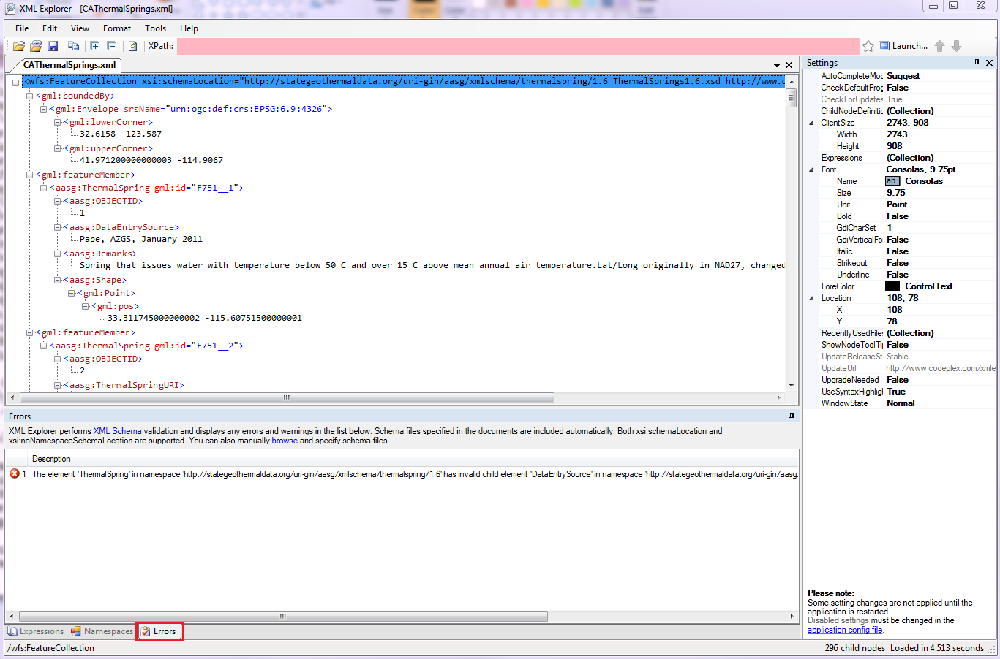 XML Explorer - [CAThermalSprings.xml]
File Edit View Format Tools Help
XPath:
Launch...
CAThermalSprings.xml
<wfs:FeatureCollection xsi:schemaLocation="http://stategeothermaldata.org/uri-gin/aasg/xmlschema/thermalspring/1.6 ThermalSprings1.6.xsd http://www.
<gml:boundedBy>
<gml:Envelope srsName="urn:ogc:def:crs:EPSG:6.9:4326">
<gml:lowerCorner>
32.6158 -123.587
<gml:upperCorner>
41.971200000000003 -114.9067
<gml:featureMember>
<aasg:ThermalSpring gml:id="F751__1">
<aasg:OBJECTID>
1
<aasg:DataEntrySource>
Pape, AZGS, January 2011
<aasg:Remarks>
Spring that issues water with temperature below 50 C and over 15 C above mean annual air temperature.Lat/Long originally in NAD27, changed
<aasg:Shape>
<gml:Point>
<gml:pos>
33.311745000000002 -115.60751500000001
<gml:featureMember>
<aasg:ThermalSpring gml:id="F751__2">
<aasg:OBJECTID>
2
<aasg:ThermalSpringURI>
Errors
XML Explorer performs XML Schema validation and displays any errors and warnings in the list below. Schema files specified in the documents are included automatically. Both xsi:schemaLocation and
xsi:noNamespaceSchemaLocation are supported. You can also manually browse and specify schema files.
Description
1 The element 'ThermalSpring' in namespace 'http://stategeothermaldata.org/uri-gin/aasg/xmlschema/thermalspring/1.6' has invalid child element 'DataEntrySource' in namespace 'http://stategeothermaldata.org/uri-gin/aasg.
Expressions Namespaces Errors
/wfs:FeatureCollection
Settings
AutoCompleteMod Suggest
CheckDefaultProg False
CheckForUpdates True
ChildNodeDefinitic (Collection)
ClientSize 2743, 908
Width 2743
Height 908
Expressions (Collection)
Font Consolas, 9.75pt
Name ab Consolas
Size 9.75
Unit Point
Bold False
GdiCharSet 1
GdiVerticalFo False
Italic False
Strikeout False
Underline False
ForeColor ControlText
Location 108, 78
X 108
Y 78
RecentlyUsedFiles (Collection)
ShowNodeToolTip False
UpdateReleaseSt Stable
UpdateUrl http://www.codeplex.com/xmle
UpgradeNeeded False
UseSyntaxHighligl True
WindowState Normal
Please note:
Some setting changes are not applied until the
application is restarted.
Disabled settings must be changed in the
application config file.
296 child nodes Loaded in 4.513 seconds